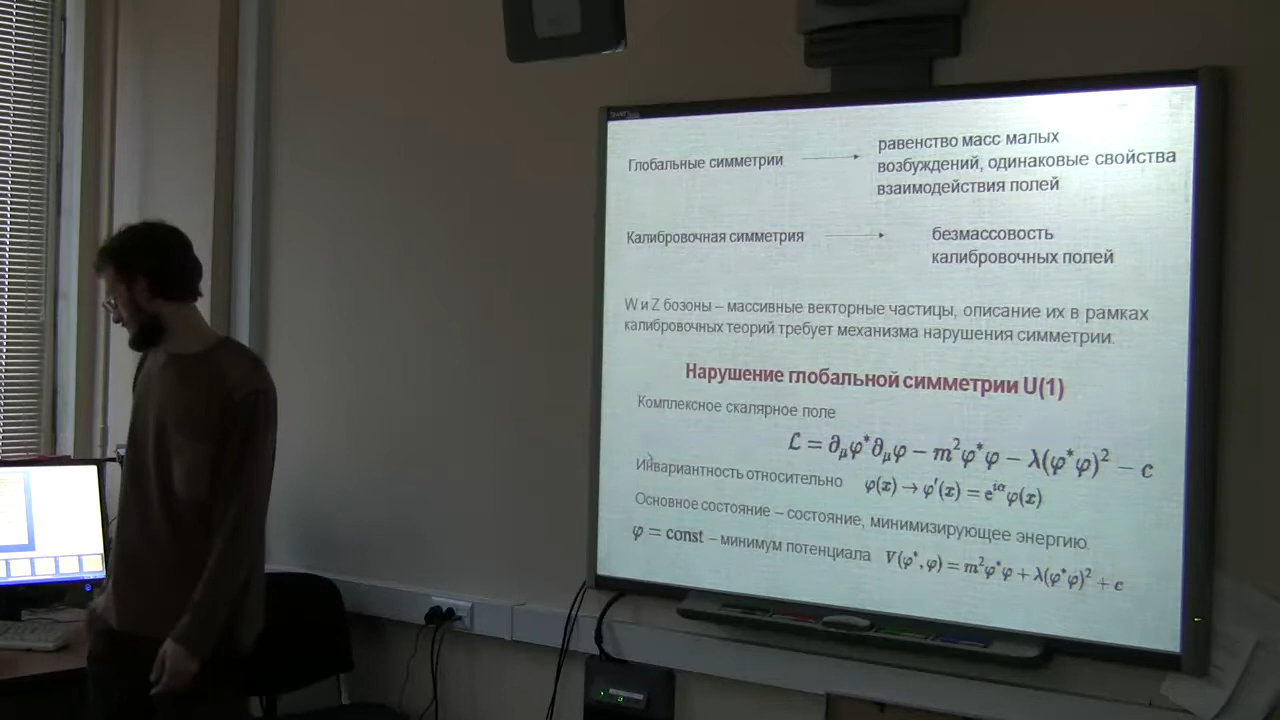 Глобальные симметрии
равенство масс малых
возбуждений, одинаковые свойства
взаимодействия полей
Калибровочная симметрия
безмассовость
калибровочных полей
W и Z бозоны – массивные векторные частицы, описание их в рамках
калибровочных теорий требует механизма нарушения симметрии.
Нарушение глобальной симметрии U(1)
Комплексное скалярное поле
ℒ = ∂_μφ*∂_μφ − m²φ*φ − λ(φ*φ)² − c
Инвариантность относительно φ(x) → φ′(x) = e^{iα}φ(x)
Основное состояние – состояние, минимизирующее энергию.
φ = const – минимум потенциала V(φ*, φ) = m²φ*φ + λ(φ*φ)² + c